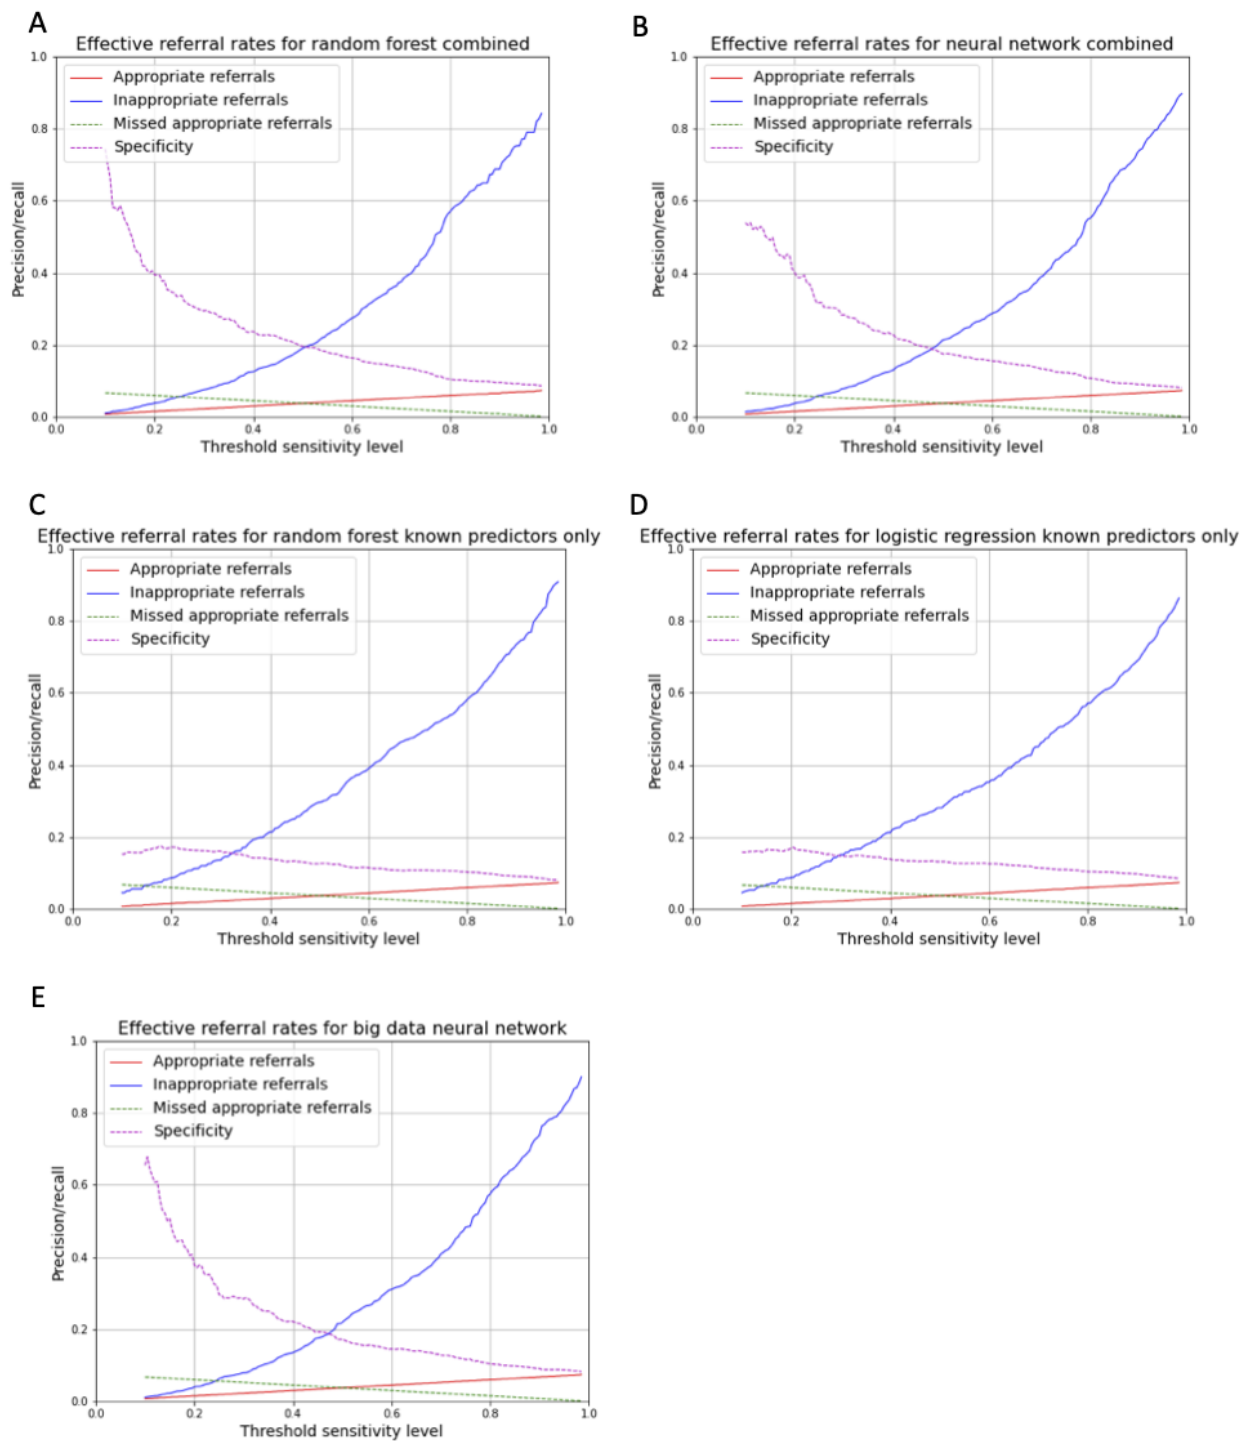 A
Effective referral rates for random forest combined
1.0
0.8
0.6
0.4
0.2
0.0
Precision/recall
Appropriate referrals
Inappropriate referrals
Missed appropriate referrals
Specificity
0.0 0.2 0.4 0.6 0.8 1.0
Threshold sensitivity level
B
Effective referral rates for neural network combined
1.0
0.8
0.6
0.4
0.2
0.0
Precision/recall
Appropriate referrals
Inappropriate referrals
Missed appropriate referrals
Specificity
0.0 0.2 0.4 0.6 0.8 1.0
Threshold sensitivity level
C
Effective referral rates for random forest known predictors only
1.0
0.8
0.6
0.4
0.2
0.0
Precision/recall
Appropriate referrals
Inappropriate referrals
Missed appropriate referrals
Specificity
0.0 0.2 0.4 0.6 0.8 1.0
Threshold sensitivity level
D
Effective referral rates for logistic regression known predictors only
1.0
0.8
0.6
0.4
0.2
0.0
Precision/recall
Appropriate referrals
Inappropriate referrals
Missed appropriate referrals
Specificity
0.0 0.2 0.4 0.6 0.8 1.0
Threshold sensitivity level
E
Effective referral rates for big data neural network
1.0
0.8
0.6
0.4
0.2
0.0
Precision/recall
Appropriate referrals
Inappropriate referrals
Missed appropriate referrals
Specificity
0.0 0.2 0.4 0.6 0.8 1.0
Threshold sensitivity level